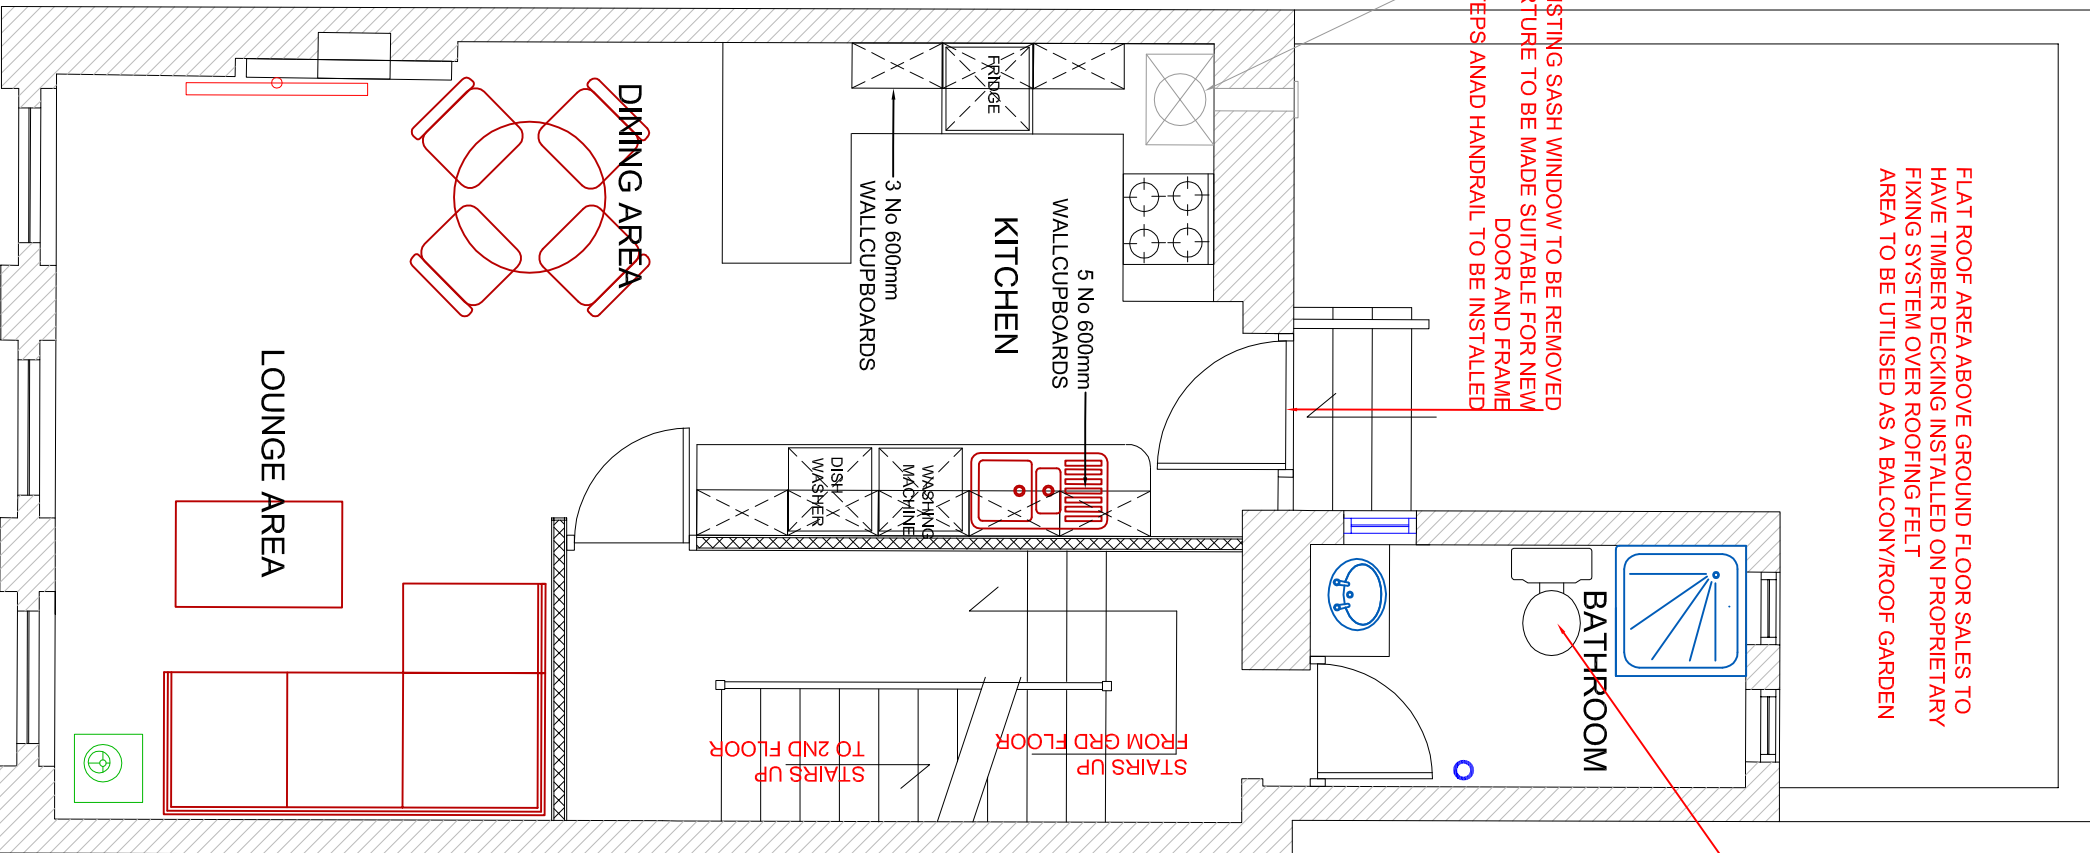 DINING AREA
LOUNGE AREA
KITCHEN
BATHROOM
FRIDGE
3 No 600mm
WALLCUPBOARDS
5 No 600mm
WALLCUPBOARDS
DISH
WASHER
WASHING
MACHINE
STAIRS UP
TO 2ND FLOOR
STAIRS UP
FROM GRD FLOOR
SASH WINDOW TO BE REMOVED
TO BE MADE SUITABLE FOR NEW
DOOR AND FRAME
ANAD HANDRAIL TO BE INSTALLED
FLAT ROOF AREA ABOVE GROUND FLOOR SALES TO
HAVE TIMBER DECKING INSTALLED ON PROPRIETARY
FIXING SYSTEM OVER ROOFING FELT
AREA TO BE UTILISED AS A BALCONY/ROOF GARDEN